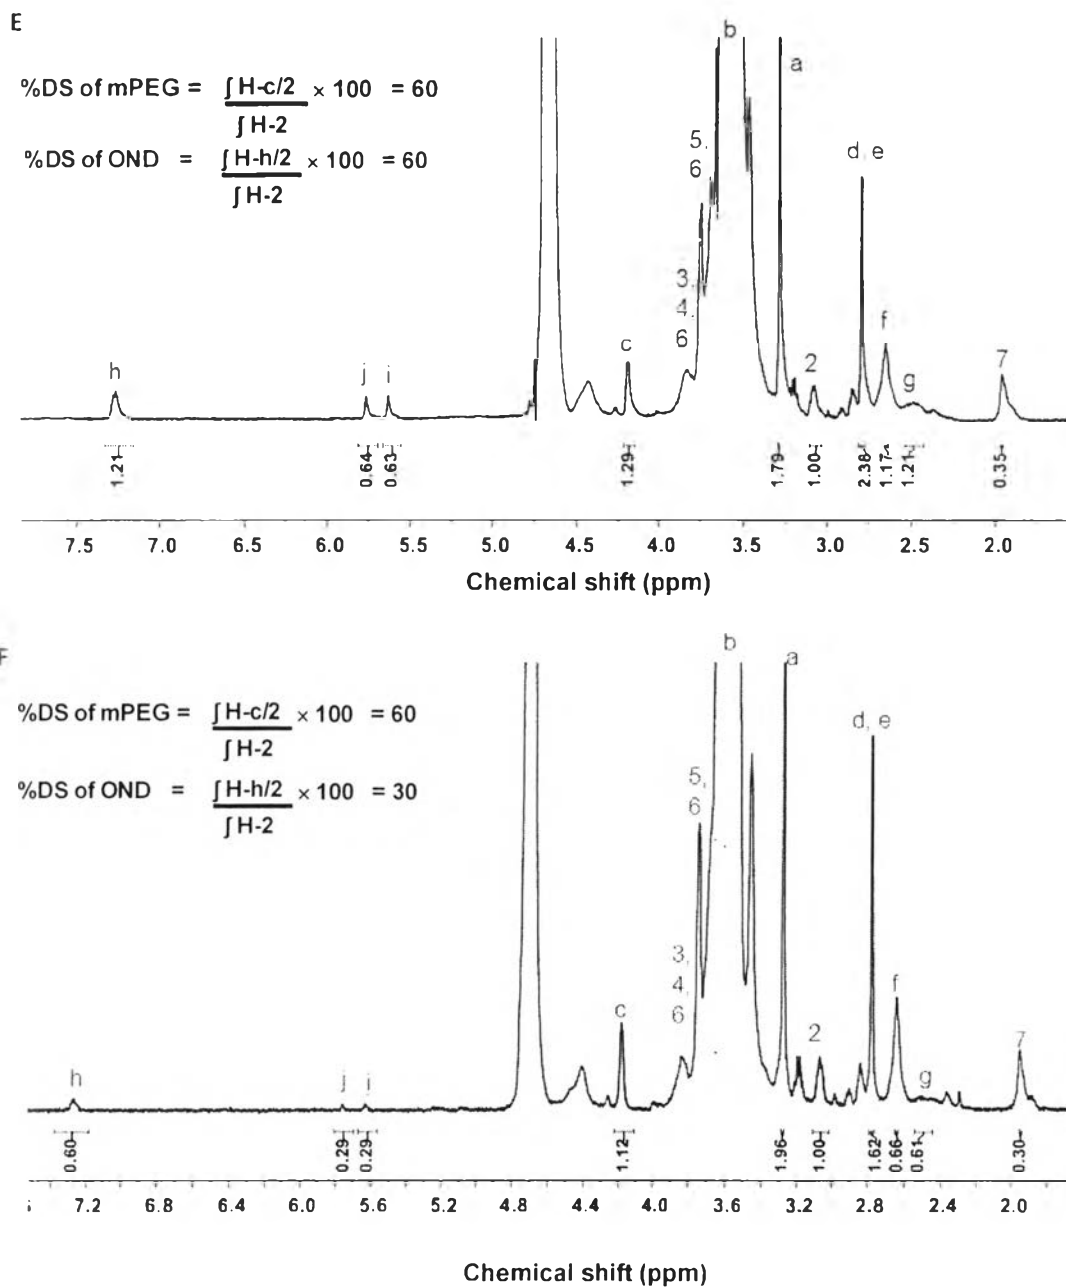 E
%DS of mPEG = ∫ H-c/2 × 100 = 60
∫ H-2
%DS of OND = ∫ H-h/2 × 100 = 60
∫ H-2
b
a
5,
6
d, e
3,
4,
6
f
c
2
7
g
h
j
i
1.21
0.64
0.63
1.29
1.79
1.00
2.38
1.17
1.21
0.35
7.5 7.0 6.5 6.0 5.5 5.0 4.5 4.0 3.5 3.0 2.5 2.0
Chemical shift (ppm)
F
%DS of mPEG = ∫ H-c/2 × 100 = 60
∫ H-2
%DS of OND = ∫ H-h/2 × 100 = 30
∫ H-2
b
a
d, e
5,
6
3,
4,
6
f
c
2
7
g
h
j
i
0.60
0.29
0.29
1.12
1.96
1.00
1.62
0.66
0.61
0.30
7.2 6.8 6.4 6.0 5.6 5.2 4.8 4.4 4.0 3.6 3.2 2.8 2.4 2.0
Chemical shift (ppm)